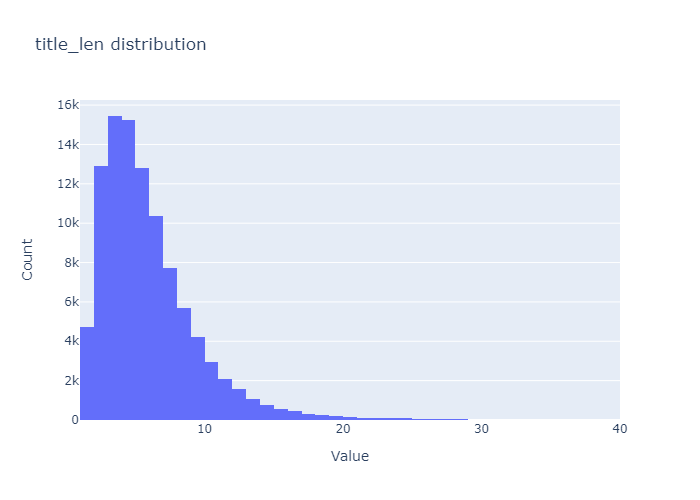 title_len distribution
16k
14k
12k
10k
8k
6k
4k
2k
0
10
20
30
40
Count
Value